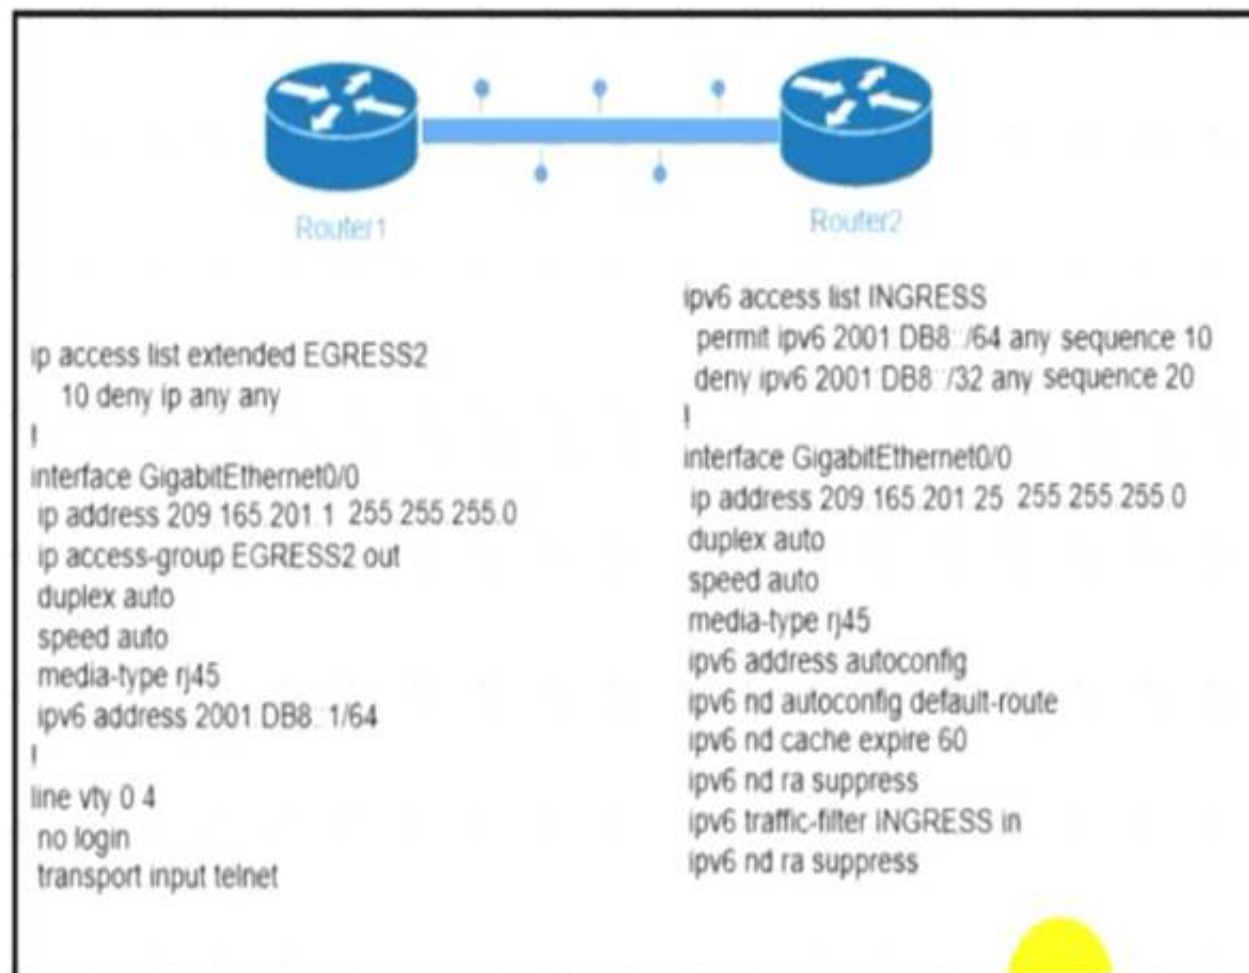 Router1
Router2
ip access list extended EGRESS2
10 deny ip any any
!
interface GigabitEthernet0/0
ip address 209.165.201.1 255.255.255.0
ip access-group EGRESS2 out
duplex auto
speed auto
media-type rj45
ipv6 address 2001:DB8::1/64
!
line vty 0 4
no login
transport input telnet
ipv6 access list INGRESS
permit ipv6 2001:DB8::/64 any sequence 10
deny ipv6 2001:DB8::/32 any sequence 20
!
interface GigabitEthernet0/0
ip address 209.165.201.25 255.255.255.0
duplex auto
speed auto
media-type rj45
ipv6 address autoconfig
ipv6 nd autoconfig default-route
ipv6 nd cache expire 60
ipv6 nd ra suppress
ipv6 traffic-filter INGRESS in
ipv6 nd ra suppress